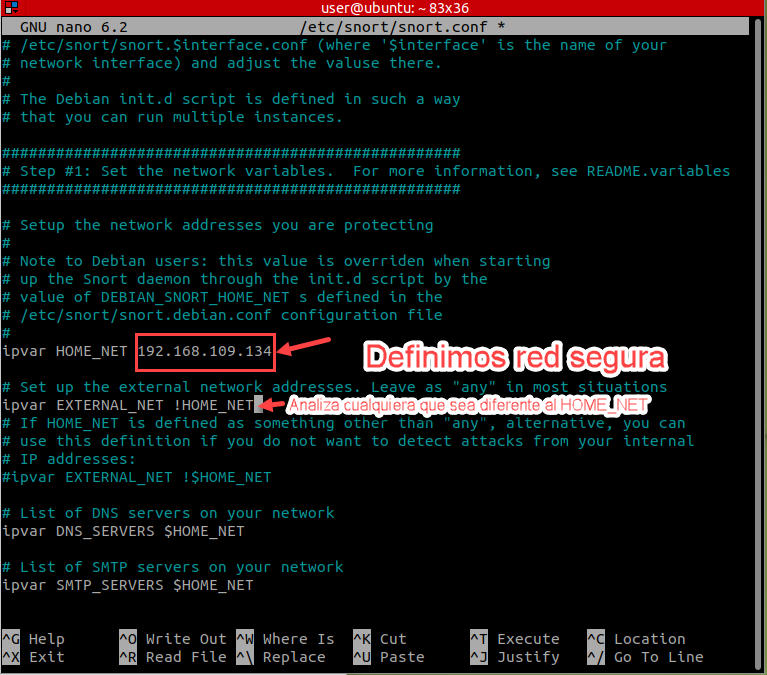 user@ubuntu: ~ 83x36
GNU nano 6.2 /etc/snort/snort.conf *
# /etc/snort/snort.$interface.conf (where '$interface' is the name of your
# network interface) and adjust the valuse there.
#
# The Debian init.d script is defined in such a way
# that you can run multiple instances.
###################################################
# Step #1: Set the network variables.  For more information, see README.variables
###################################################
# Setup the network addresses you are protecting
#
# Note to Debian users: this value is overriden when starting
# up the Snort daemon through the init.d script by the
# value of DEBIAN_SNORT_HOME_NET s defined in the
# /etc/snort/snort.debian.conf configuration file
#
ipvar HOME_NET 192.168.109.134
Definimos red segura
# Set up the external network addresses. Leave as "any" in most situations
ipvar EXTERNAL_NET !HOME_NET
Analiza cualquiera que sea diferente al HOME_NET
# If HOME_NET is defined as something other than "any", alternative, you can
# use this definition if you do not want to detect attacks from your internal
# IP addresses:
#ipvar EXTERNAL_NET !$HOME_NET
# List of DNS servers on your network
ipvar DNS_SERVERS $HOME_NET
# List of SMTP servers on your network
ipvar SMTP_SERVERS $HOME_NET
^G Help ^O Write Out ^W Where Is ^K Cut ^T Execute ^C Location
^X Exit ^R Read File ^\ Replace ^U Paste ^J Justify ^/ Go To Line